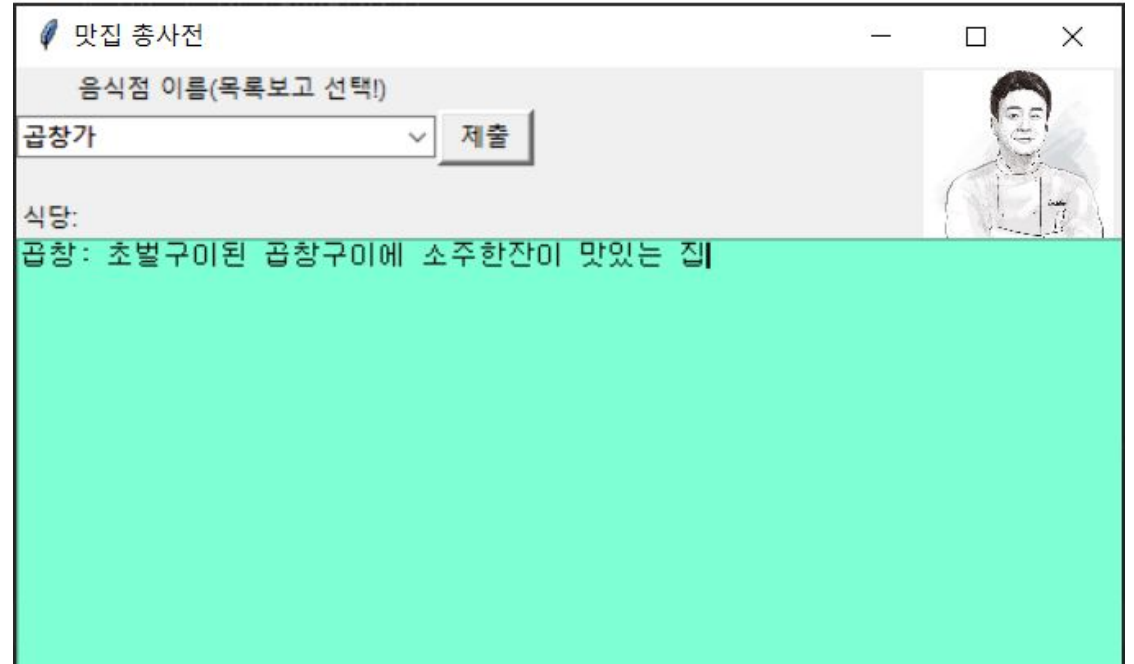 맛집 총사전
음식점 이름(목록보고 선택!)
곱창가
제출
식당:
곱창: 초벌구이된 곱창구이에 소주한잔이 맛있는 집